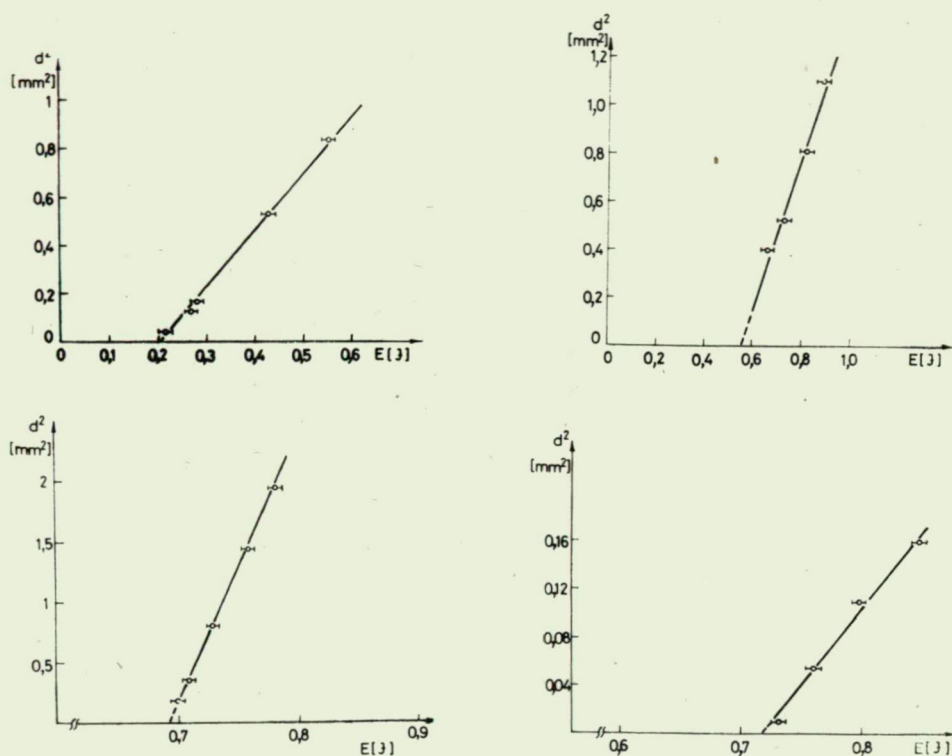 d²
[mm²]
1
0,8
0,6
0,4
0,2
0
0 0,1 0,2 0,3 0,4 0,5 0,6 E[J]
d²
[mm²]
1,2
1,0
0,8
0,6
0,4
0,2
0
0 0,2 0,4 0,6 0,8 1,0 E[J]
d²
[mm²]
2
1,5
1
0,5
0,7 0,8 0,9
E[J]
d²
[mm²]
0,16
0,12
0,08
0,04
0,6 0,7 0,8 E[J]